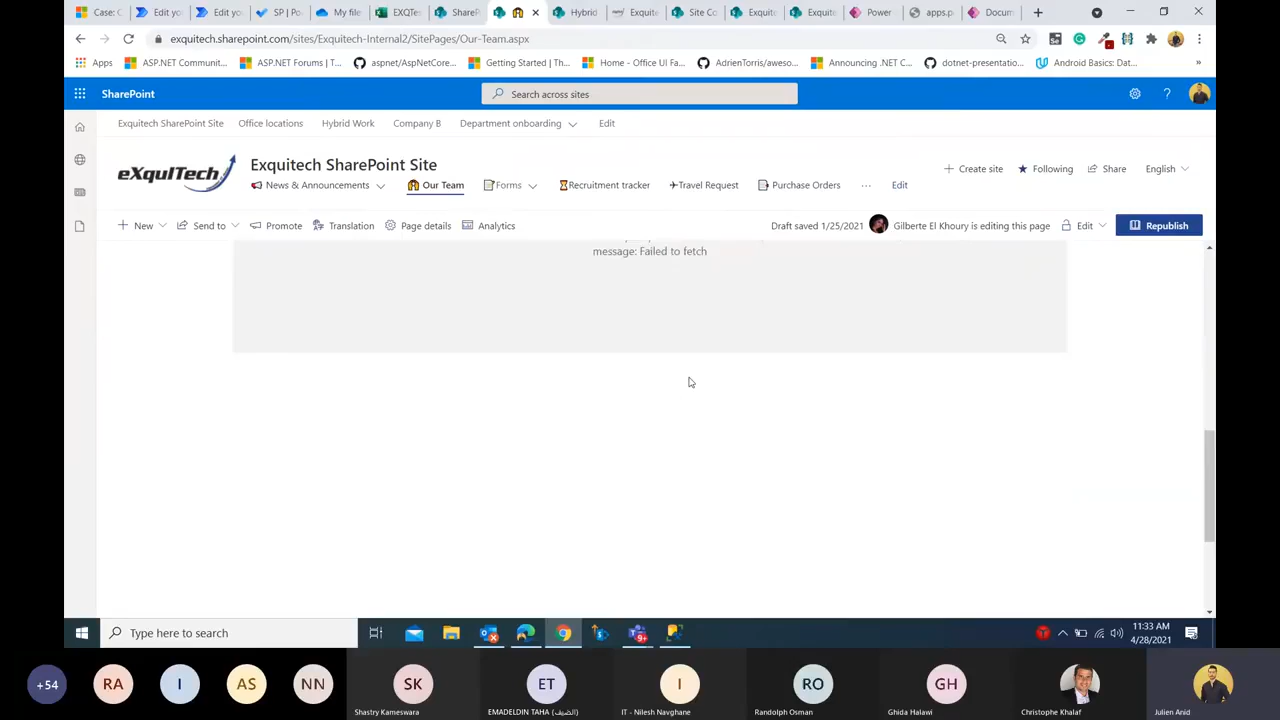 Case: C
Edit you
Edit you
SP | Po
My files
EXQTes
ShareP
Hybrid
Exquite
Site Co
Exquite
Exquite
Power
apps.p
Docum
exquitech.sharepoint.com/sites/Exquitech-Internal2/SitePages/Our-Team.aspx
Apps
ASP.NET Communit...
ASP.NET Forums | T...
aspnet/AspNetCore...
Getting Started | Th...
Home - Office UI Fa...
AdrienTorris/aweso...
Announcing .NET C...
dotnet-presentatio...
Android Basics: Dat...
»
SharePoint
Search across sites
Exquitech SharePoint Site
Office locations
Hybrid Work
Company B
Department onboarding
Edit
eXquITech
Exquitech SharePoint Site
Create site
Following
Share
English
News & Announcements
Our Team
Forms
Recruitment tracker
Travel Request
Purchase Orders
...
Edit
New
Send to
Promote
Translation
Page details
Analytics
Draft saved 1/25/2021
Gilberte El Khoury is editing this page
Edit
Republish
message: Failed to fetch
Type here to search
9+
11:33 AM
4/28/2021
+54
RA
I
AS
NN
SK
Shastry Kameswara
ET
EMADELDIN TAHA (الضيف)
I
IT - Nilesh Navghane
RO
Randolph Osman
GH
Ghida Halawi
Christophe Khalaf
Julien Anid